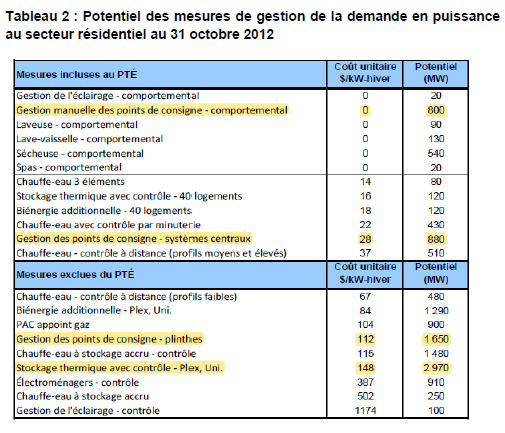 Tableau 2 : Potentiel des mesures de gestion de la demande en puissance
au secteur résidentiel au 31 octobre 2012
Mesures incluses au PTÉ Coût unitaire $/kW-hiver Potentiel (MW)
Gestion de l'éclairage - comportemental 0 20
Gestion manuelle des points de consigne - comportemental 0 800
Laveuse - comportemental 0 90
Lave-vaisselle - comportemental 0 130
Sécheuse - comportemental 0 540
Spas - comportemental 0 20
Chauffe-eau 3 éléments 14 80
Stockage thermique avec contrôle - 40 logements 16 120
Biénergie additionnelle - 40 logements 18 120
Chauffe-eau avec contrôle par minuterie 22 430
Gestion des points de consigne - systèmes centraux 28 880
Chauffe-eau - contrôle à distance (profils moyens et élevés) 37 510
Mesures exclues du PTÉ Coût unitaire $/kW-hiver Potentiel (MW)
Chauffe-eau - contrôle à distance (profils faibles) 67 480
Biénergie additionnelle - Plex, Uni. 84 1 290
PAC appoint gaz 104 900
Gestion des points de consigne - plinthes 112 1 650
Chauffe-eau à stockage accru - contrôle 115 1 480
Stockage thermique avec contrôle - Plex, Uni. 148 2 970
Électroménagers - contrôle 387 910
Chauffe-eau à stockage accru 502 250
Gestion de l'éclairage - contrôle 1174 100